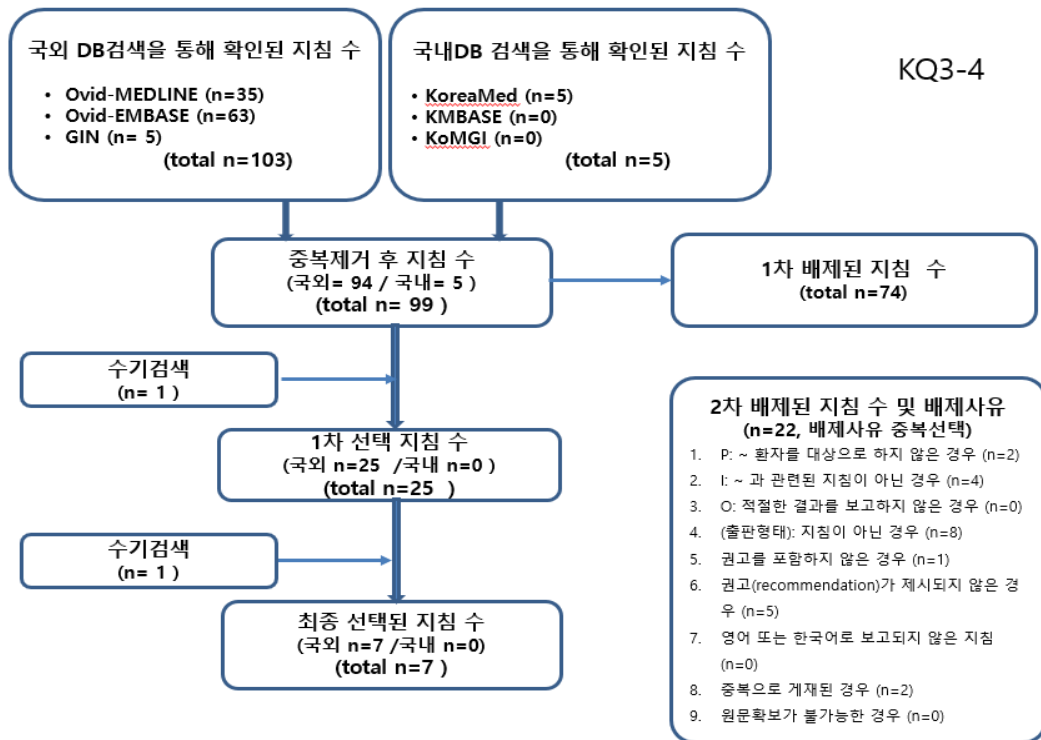 국외 DB검색을 통해 확인된 지침 수
• Ovid-MEDLINE (n=35)
• Ovid-EMBASE (n=63)
• GIN (n= 5)
(total n=103)
국내DB 검색을 통해 확인된 지침 수
• KoreaMed (n=5)
• KMBASE (n=0)
• KoMGI (n=0)
(total n=5)
KQ3-4
중복제거 후 지침 수
(국외= 94 / 국내= 5 )
(total n= 99 )
1차 배제된 지침 수
(total n=74)
수기검색
(n= 1 )
1차 선택 지침 수
(국외 n=25 /국내 n=0 )
(total n=25 )
수기검색
(n= 1 )
최종 선택된 지침 수
(국외 n=7 /국내 n=0)
(total n=7 )
2차 배제된 지침 수 및 배제사유
(n=22, 배제사유 중복선택)
1. P: ~ 환자를 대상으로 하지 않은 경우 (n=2)
2. I: ~ 과 관련된 지침이 아닌 경우 (n=4)
3. O: 적절한 결과를 보고하지 않은 경우 (n=0)
4. (출판형태): 지침이 아닌 경우 (n=8)
5. 권고를 포함하지 않은 경우 (n=1)
6. 권고(recommendation)가 제시되지 않은 경
우 (n=5)
7. 영어 또는 한국어로 보고되지 않은 지침
(n=0)
8. 중복으로 게재된 경우 (n=2)
9. 원문확보가 불가능한 경우 (n=0)